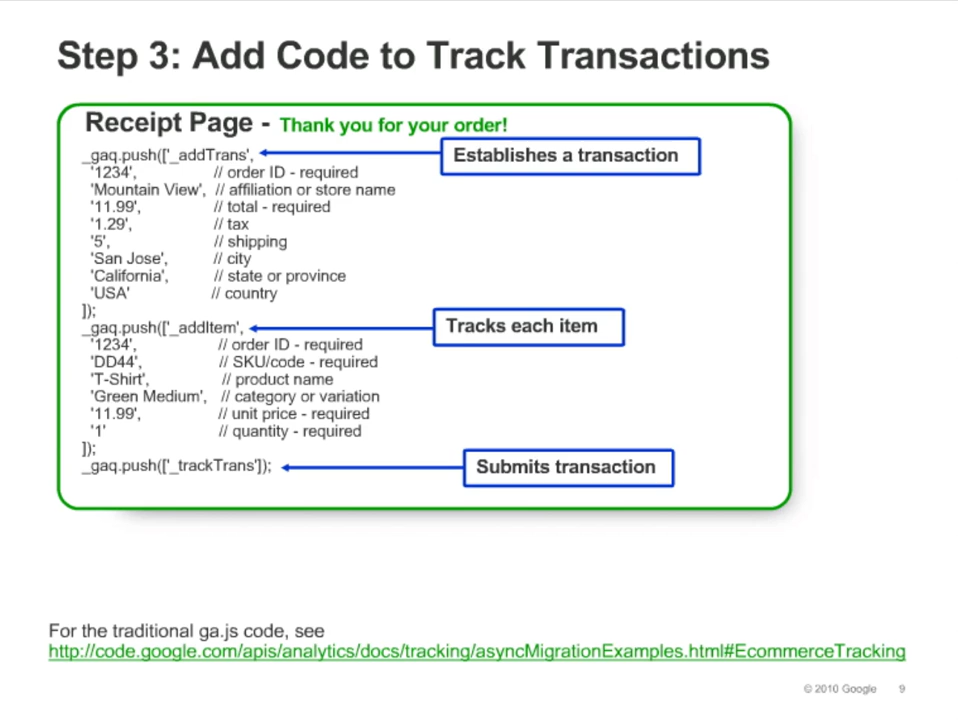 Step 3: Add Code to Track Transactions
Receipt Page - Thank you for your order!
_gaq.push(['_addTrans',
Establishes a transaction
'1234', // order ID - required
'Mountain View', // affiliation or store name
'11.99', // total - required
'1.29', // tax
'5', // shipping
'San Jose', // city
'California', // state or province
'USA' // country
]);
_gaq.push(['_addItem',
Tracks each item
'1234', // order ID - required
'DD44', // SKU/code - required
'T-Shirt', // product name
'Green Medium', // category or variation
'11.99', // unit price - required
'1' // quantity - required
]);
_gaq.push(['_trackTrans']);
Submits transaction
For the traditional ga.js code, see
http://code.google.com/apis/analytics/docs/tracking/asyncMigrationExamples.html#EcommerceTracking
© 2010 Google 9